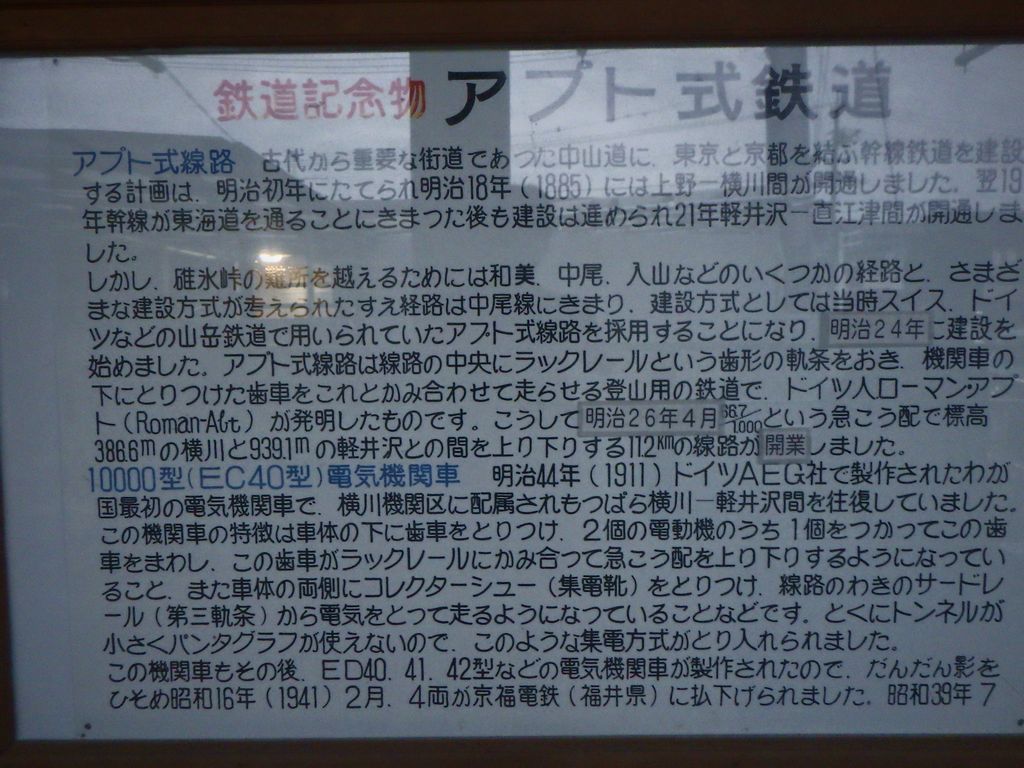 鉄道記念物 アプト式鉄道
アプト式線路 古代から重要な街道であつた中山道に、東京と京都を結ぶ幹線鉄道を建設
する計画は、明治初年にたてられ明治18年(1885)には上野―横川間が開通しました。翌19
年幹線が東海道を通ることにきまつた後も建設は進められ21年軽井沢―直江津間が開通しま
した。
しかし、碓氷峠の難所を越えるためには和美、中尾、入山などのいくつかの経路と、さまざ
まな建設方式が考えられたすえ経路は中尾線にきまり、建設方式としては当時スイス、ドイ
ツなどの山岳鉄道で用いられていたアプト式線路を採用することになり、明治24年に建設を
始めました。アプト式線路は線路の中央にラックレールという歯形の軌条をおき、機関車の
下にとりつけた歯車をこれとかみ合わせて走らせる登山用の鉄道で、ドイツ人ローマン・アプ
ト(Roman-Abt)が発明したものです。こうして明治26年4月66.7/1000という急こう配で標高
386.6mの横川と939.1mの軽井沢との間を上り下りする11.2kmの線路が開業しました。
10000型(EC40型)電気機関車 明治44年(1911)ドイツAEG社で製作されたわが
国最初の電気機関車で、横川機関区に配属されもつぱら横川―軽井沢間を往復していました。
この機関車の特徴は車体の下に歯車をとりつけ、2個の電動機のうち1個をつかってこの歯
車をまわし、この歯車がラックレールにかみ合って急こう配を上り下りするようになってい
ること、また車体の両側にコレクターシュー(集電靴)をとりつけ、線路のわきのサードレ
ール(第三軌条)から電気をとつて走るようになつていることなどです。とくにトンネルが
小さくパンタグラフが使えないので、このような集電方式がとり入れられました。
この機関車もその後、ED40、41、42型などの電気機関車が製作されたので、だんだん影を
ひそめ昭和16年(1941)2月、4両が京福電鉄(福井県)に払下げられました。昭和39年7